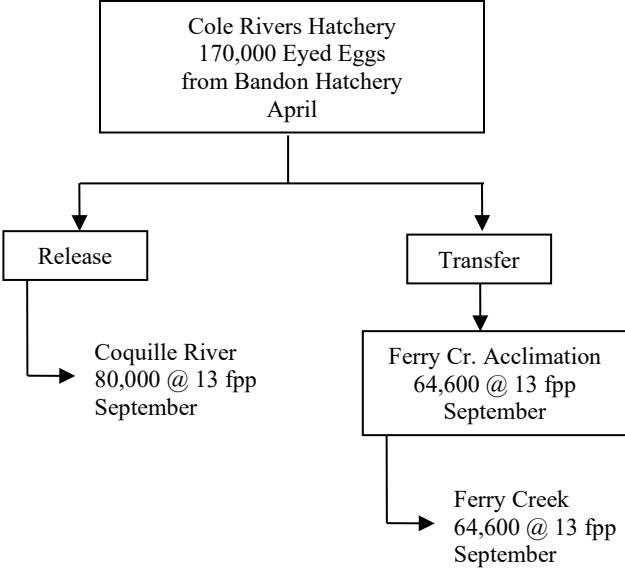 Cole Rivers Hatchery
170,000 Eyed Eggs
from Bandon Hatchery
April
Release
Transfer
Coquille River
80,000 @ 13 fpp
September
Ferry Cr. Acclimation
64,600 @ 13 fpp
September
Ferry Creek
64,600 @ 13 fpp
September